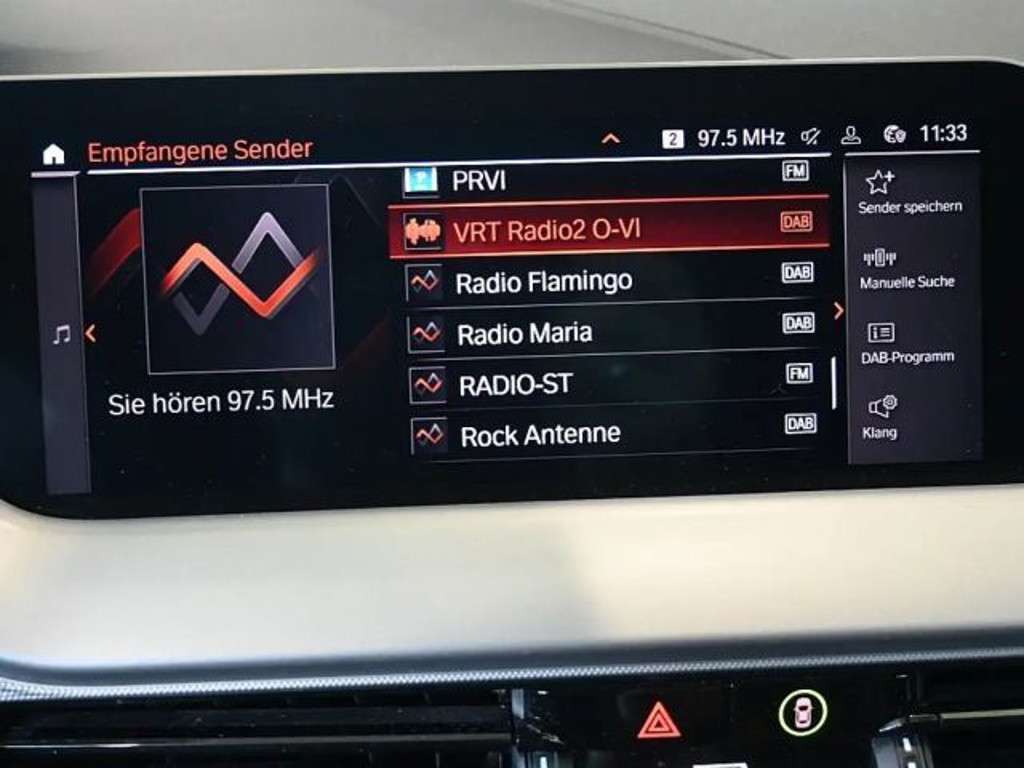 Empfangene Sender
2 97.5 MHz 11:33
PRVI FM
VRT Radio2 O-Vl DAB
Radio Flamingo DAB
Radio Maria DAB
RADIO-ST FM
Rock Antenne DAB
Sie hören 97.5 MHz
Sender speichern
Manuelle Suche
DAB-Programm
Klang